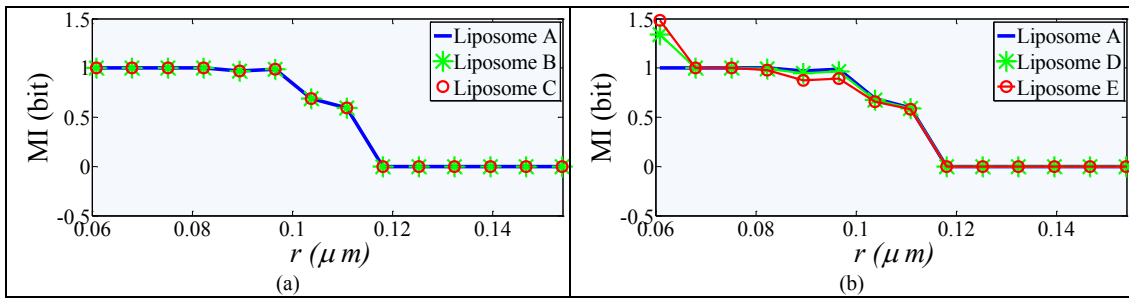 1.5
1
0.5
0
-0.5
MI (bit)
0.06
0.08
0.1
0.12
0.14
r (μ m)
Liposome A
Liposome B
Liposome C
(a)
1.5
1
0.5
0
-0.5
MI (bit)
0.06
0.08
0.1
0.12
0.14
r (μ m)
Liposome A
Liposome D
Liposome E
(b)